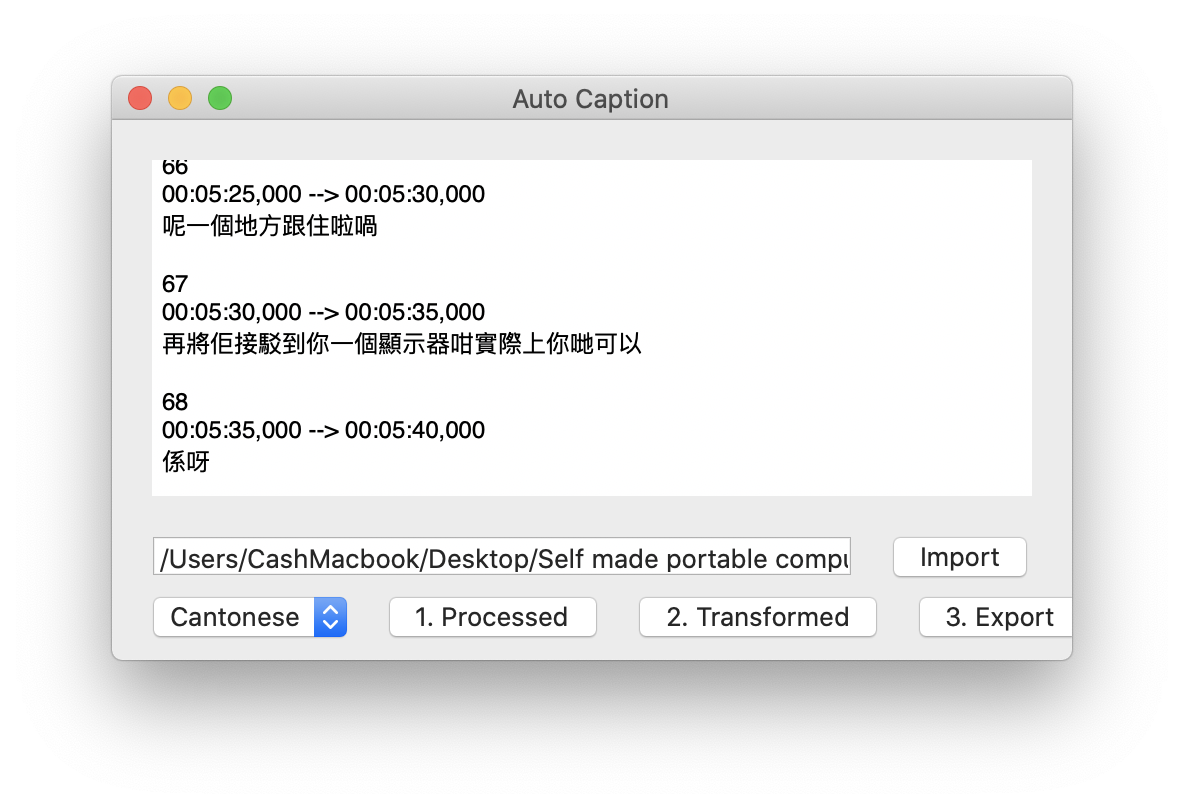 Auto Caption
66
00:05:25,000 --> 00:05:30,000
呢一個地方跟住啦喎
67
00:05:30,000 --> 00:05:35,000
再將佢接駁到你一個顯示器咁實際上你哋可以
68
00:05:35,000 --> 00:05:40,000
係呀
/Users/CashMacbook/Desktop/Self made portable compu
Import
Cantonese
1. Processed
2. Transformed
3. Export